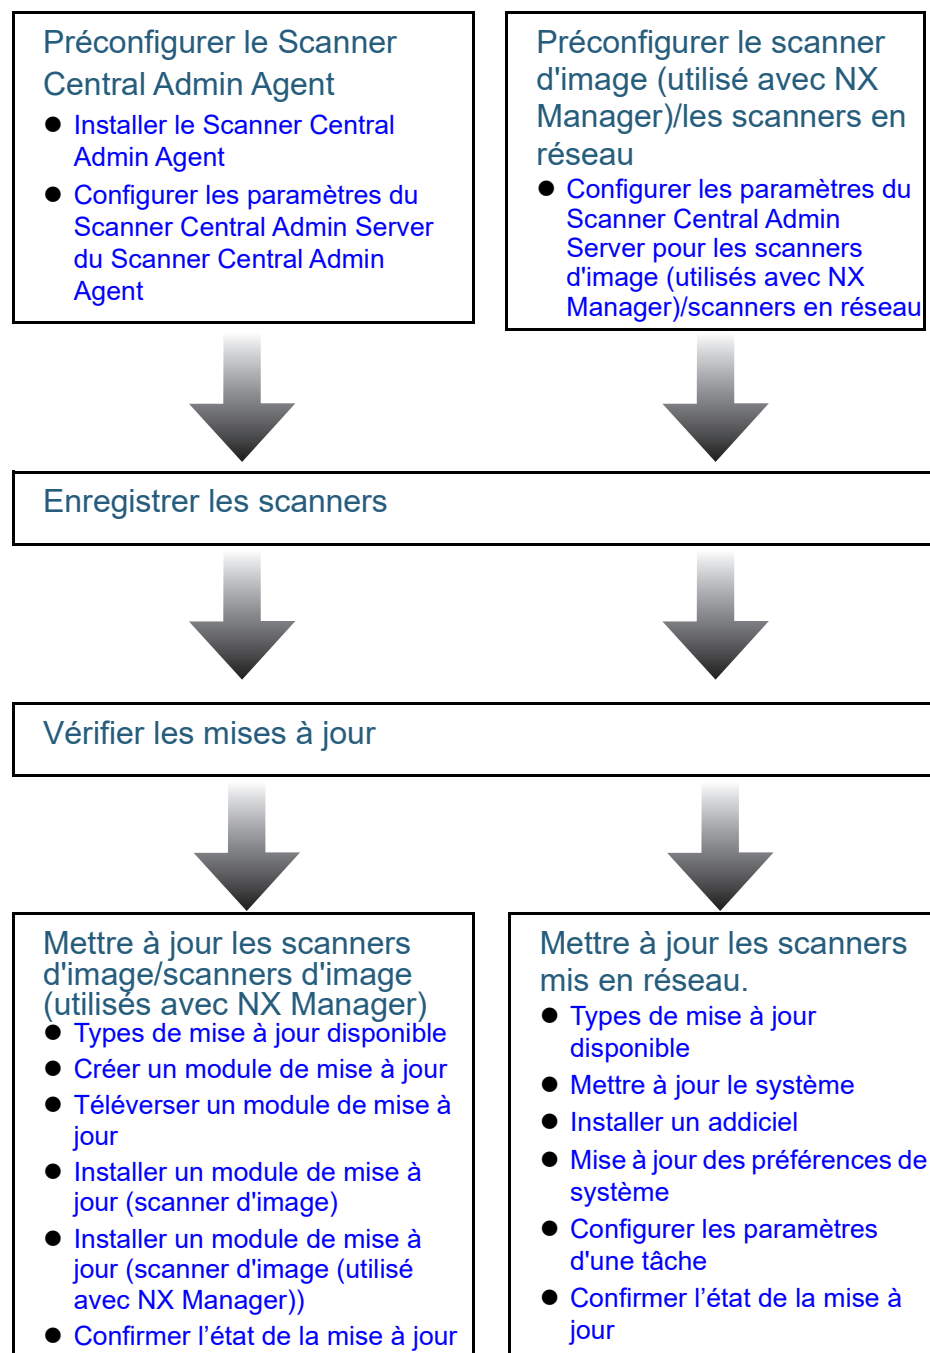 Préconfigurer le Scanner
Central Admin Agent
● Installer le Scanner Central
Admin Agent
● Configurer les paramètres du
Scanner Central Admin Server
du Scanner Central Admin
Agent
Préconfigurer le scanner
d'image (utilisé avec NX
Manager)/les scanners en
réseau
● Configurer les paramètres du
Scanner Central Admin
Server pour les scanners
d'image (utilisés avec NX
Manager)/scanners en réseau
Enregistrer les scanners
Vérifier les mises à jour
Mettre à jour les scanners
d'image/scanners d'image
(utilisés avec NX Manager)
● Types de mise à jour disponible
● Créer un module de mise à jour
● Téléverser un module de mise à
jour
● Installer un module de mise à
jour (scanner d'image)
● Installer un module de mise à
jour (scanner d'image (utilisé
avec NX Manager))
● Confirmer l’état de la mise à jour
Mettre à jour les scanners
mis en réseau.
● Types de mise à jour
disponible
● Mettre à jour le système
● Installer un addiciel
● Mise à jour des préférences de
système
● Configurer les paramètres
d'une tâche
● Confirmer l’état de la mise à
jour